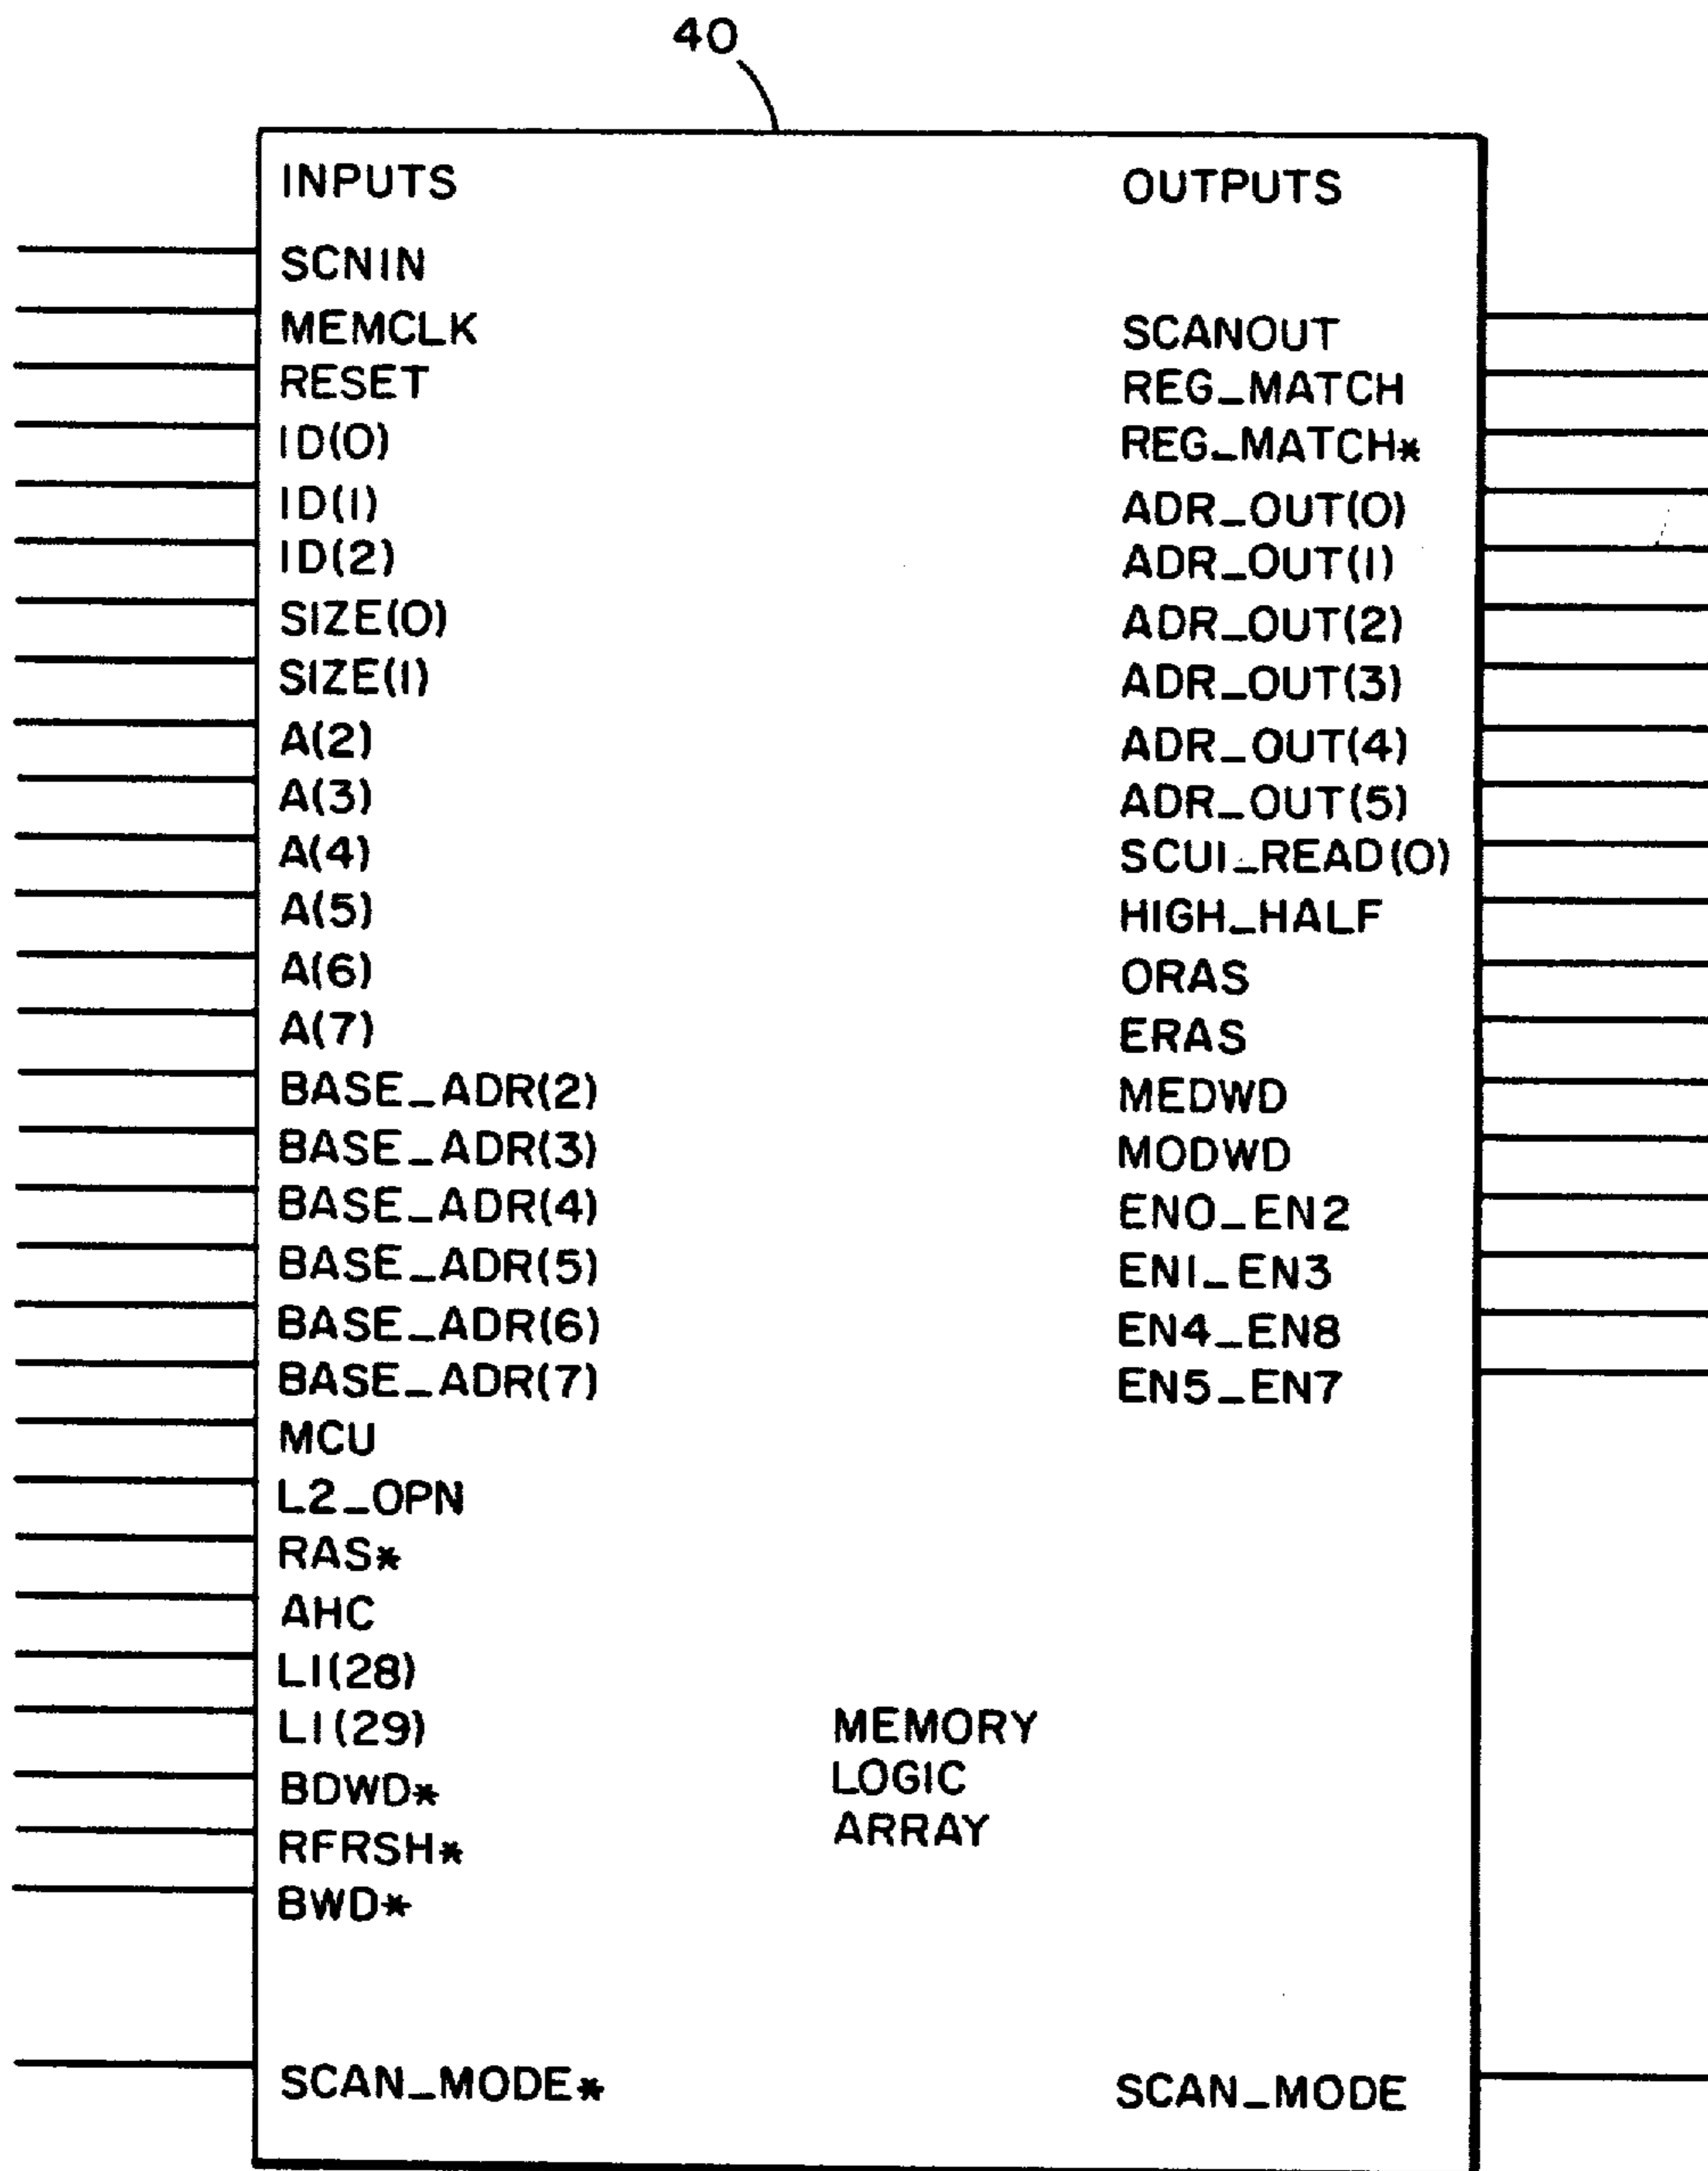 40
INPUTS
SCNIN
MEMCLK
RESET
ID(0)
ID(1)
ID(2)
SIZE(0)
SIZE(1)
A(2)
A(3)
A(4)
A(5)
A(6)
A(7)
BASE_ADR(2)
BASE_ADR(3)
BASE_ADR(4)
BASE_ADR(5)
BASE_ADR(6)
BASE_ADR(7)
MCU
L2_OPN
RAS*
AHC
L1(28)
L1(29)
BDWD*
RFRSH*
BWD*
SCAN_MODE*
MEMORY
LOGIC
ARRAY
OUTPUTS
SCANOUT
REG_MATCH
REG_MATCH*
ADR_OUT(0)
ADR_OUT(1)
ADR_OUT(2)
ADR_OUT(3)
ADR_OUT(4)
ADR_OUT(5)
SCUI_READ(0)
HIGH_HALF
ORAS
ERAS
MEDWD
MODWD
EN0_EN2
EN1_EN3
EN4_EN8
EN5_EN7
SCAN_MODE